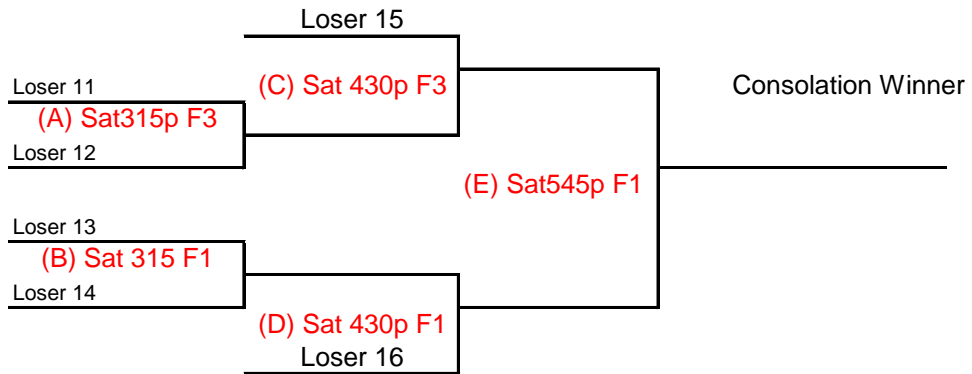 Loser 15
(C) Sat 430p F3
Consolation Winner
Loser 11
(A) Sat315p F3
Loser 12
(E) Sat545p F1
Loser 13
(B) Sat 315 F1
Loser 14
(D) Sat 430p F1
Loser 16